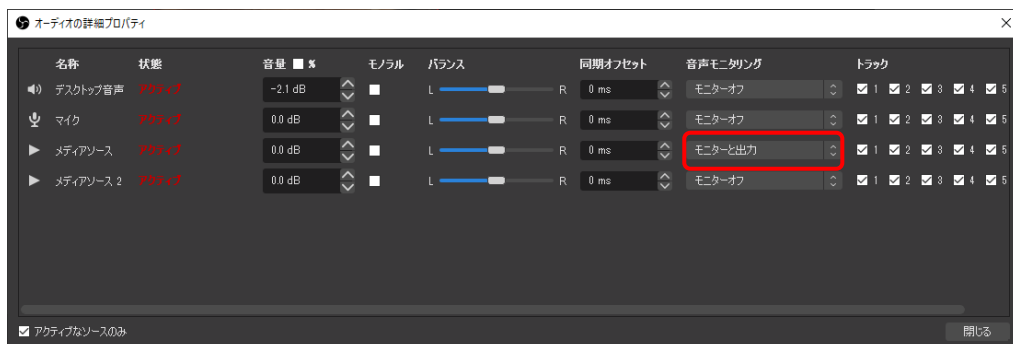 オーディオの詳細プロパティ
名称 状態 音量 % モノラル バランス 同期オフセット 音声モニタリング トラック
デスクトップ音声 アクティブ -2.1 dB L R 0 ms モニターオフ 1 2 3 4 5
マイク アクティブ 0.0 dB L R 0 ms モニターオフ 1 2 3 4 5
メディアソース アクティブ 0.0 dB L R 0 ms モニターと出力 1 2 3 4 5
メディアソース 2 アクティブ 0.0 dB L R 0 ms モニターオフ 1 2 3 4 5
アクティブなソースのみ 閉じる